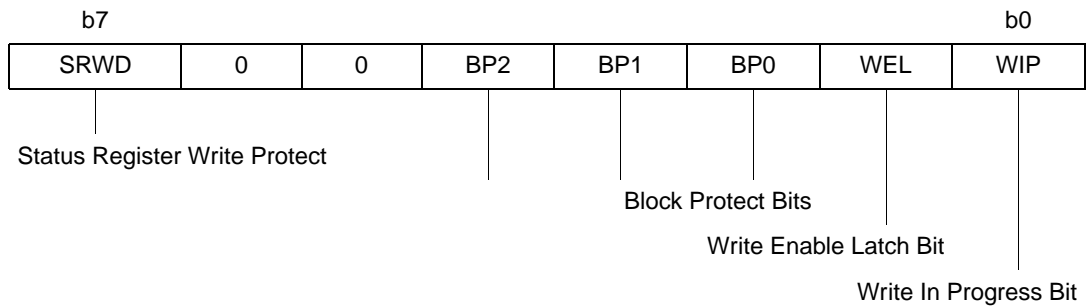 b7 b0
SRWD 0 0 BP2 BP1 BP0 WEL WIP
Status Register Write Protect
Block Protect Bits
Write Enable Latch Bit
Write In Progress Bit